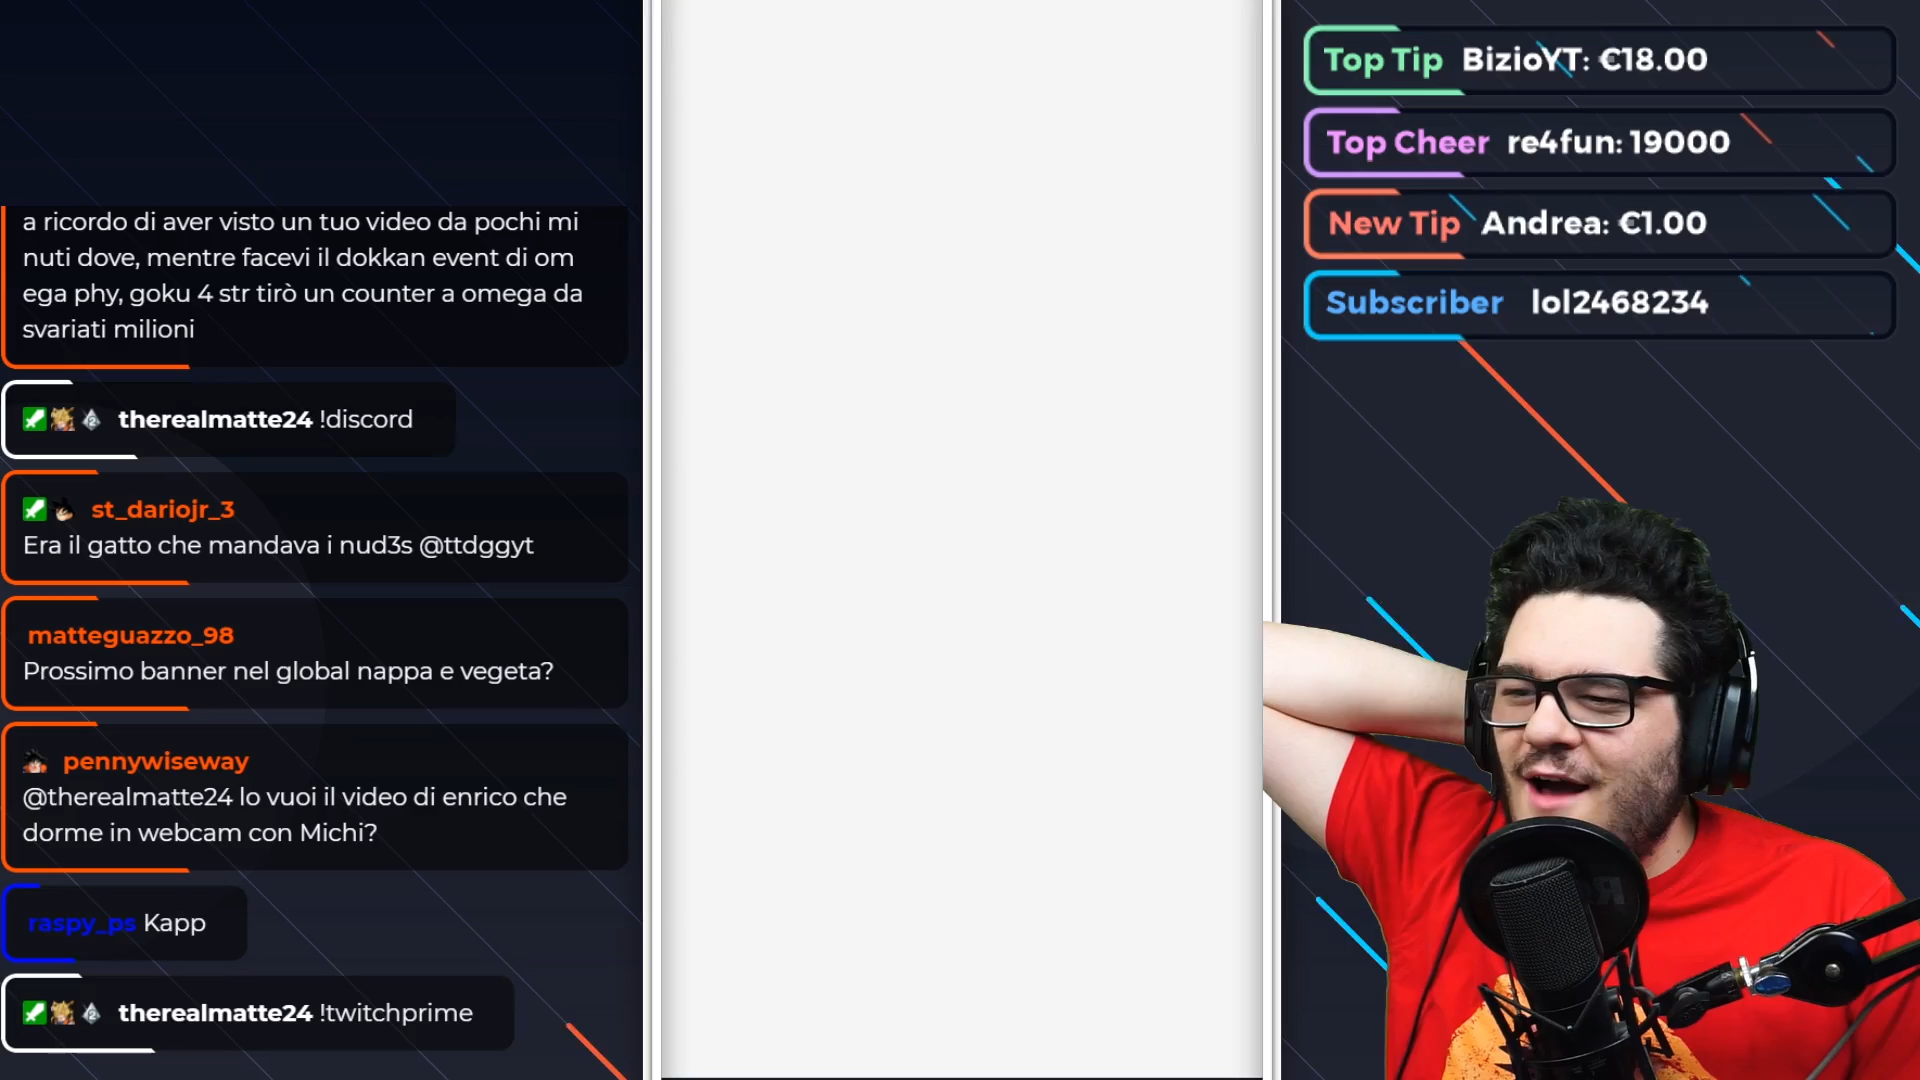 a ricordo di aver visto un tuo video da pochi mi
nuti dove, mentre facevi il dokkan event di om
ega phy, goku 4 str tirò un counter a omega da
svariati milioni
2 therealmatte24 !discord
st_dariojr_3
Era il gatto che mandava i nud3s @ttdggyt
matteguazzo_98
Prossimo banner nel global nappa e vegeta?
pennywiseway
@therealmatte24 lo vuoi il video di enrico che
dorme in webcam con Michi?
raspy_ps Kapp
2 therealmatte24 !twitchprime
Top Tip BizioYT: €18.00
Top Cheer re4fun: 19000
New Tip Andrea: €1.00
Subscriber lol2468234